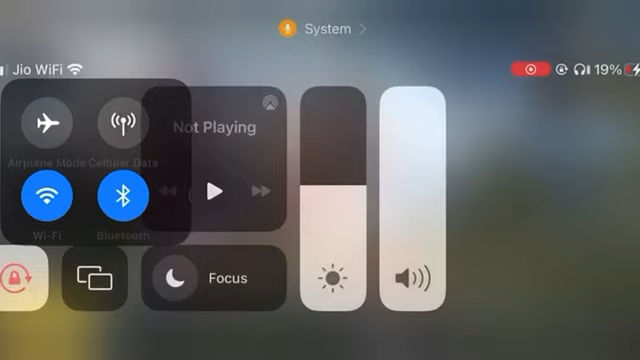 System
Jio WiFi
19%
Not Playing
Airplane Mode Cellular Data
Wi-Fi Bluetooth
Focus